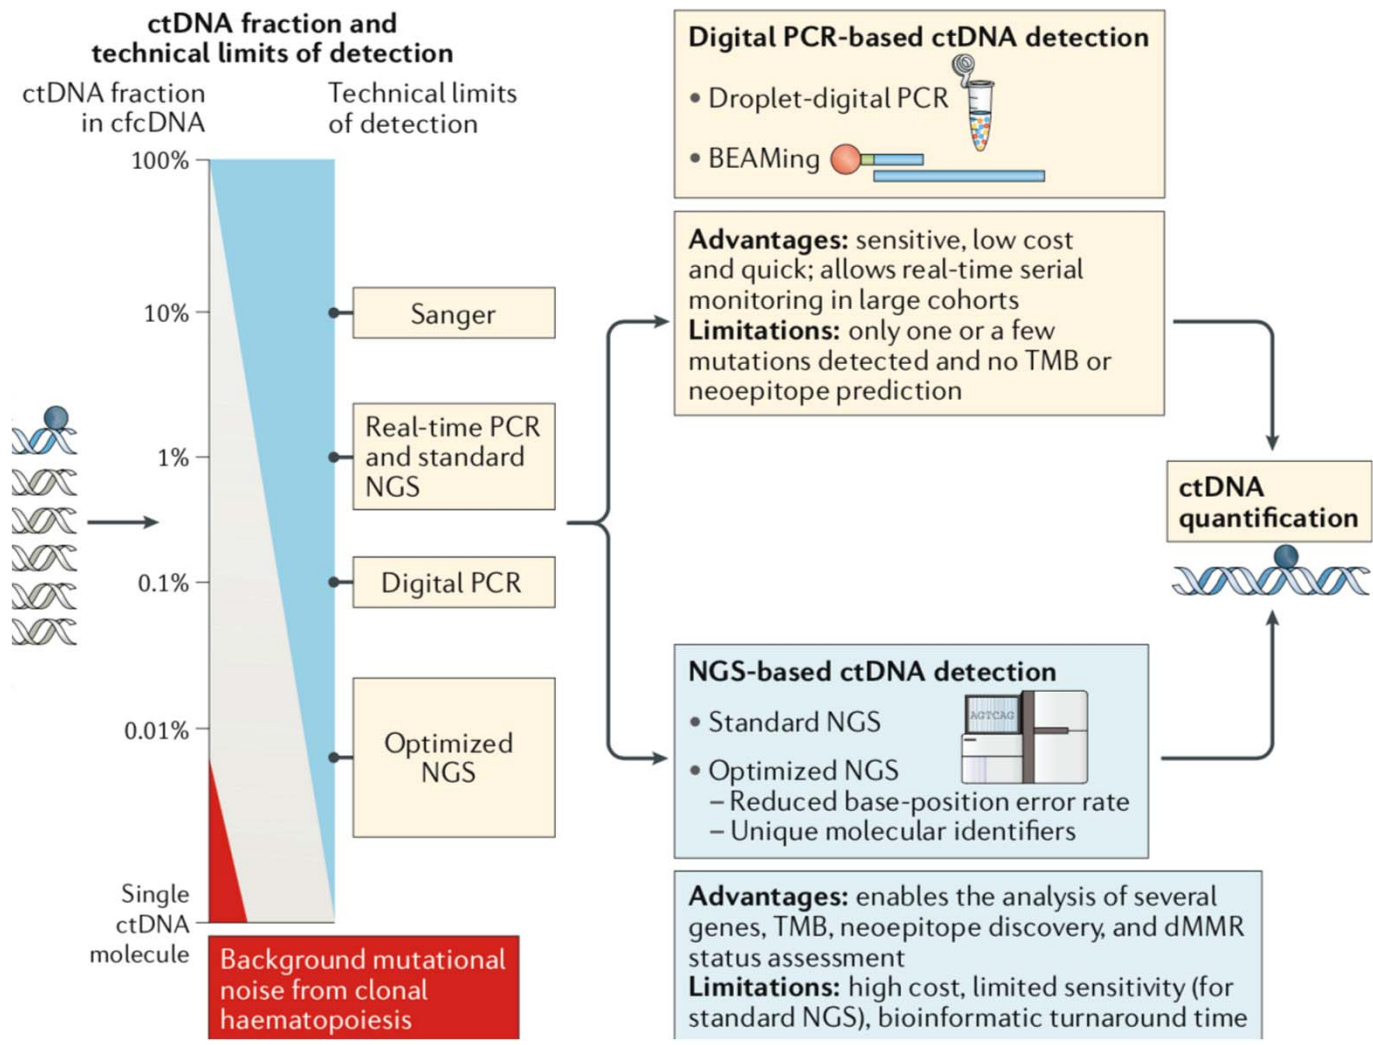 ctDNA fraction and
technical limits of detection
ctDNA fraction
in cfcDNA
Technical limits
of detection
100%
10%
1%
0.1%
0.01%
Single
ctDNA
molecule
Sanger
Real-time PCR
and standard
NGS
Digital PCR
Optimized
NGS
Background mutational
noise from clonal
haematopoiesis
Digital PCR-based ctDNA detection
• Droplet-digital PCR
• BEAMing
Advantages: sensitive, low cost
and quick; allows real-time serial
monitoring in large cohorts
Limitations: only one or a few
mutations detected and no TMB or
neoepitope prediction
NGS-based ctDNA detection
• Standard NGS
AGTCAG
• Optimized NGS
– Reduced base-position error rate
– Unique molecular identifiers
Advantages: enables the analysis of several
genes, TMB, neoepitope discovery, and dMMR
status assessment
Limitations: high cost, limited sensitivity (for
standard NGS), bioinformatic turnaround time
ctDNA
quantification